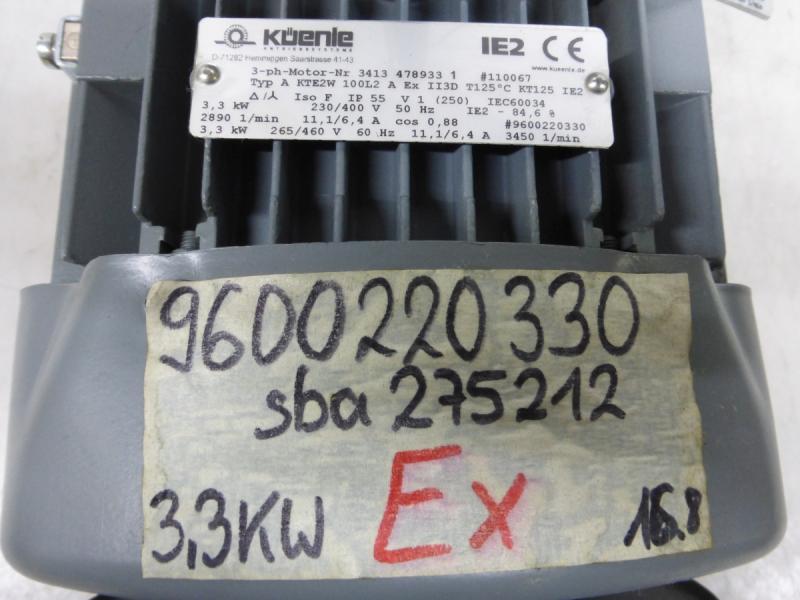 Küenle
ANTRIEBSSYSTEME
IE2 CE
D-71282 Hemmingen Saarstrasse 41-43
www.kueenle.de
3-ph-Motor-Nr 3413 478933 1 #110067
Typ A KTE2W 100L2 A Ex II3D T125°C KT125 IE2
△/⅄ Iso F IP 55 V 1 (250) IEC60034
3,3 kW 230/400 V 50 Hz IE2 - 84,6 %
2890 1/min 11,1/6,4 A cos 0,88 #9600220330
3,3 kW 265/460 V 60 Hz 11,1/6,4 A 3450 1/min
9600220330
sba 275212
3,3KW Ex 16.8